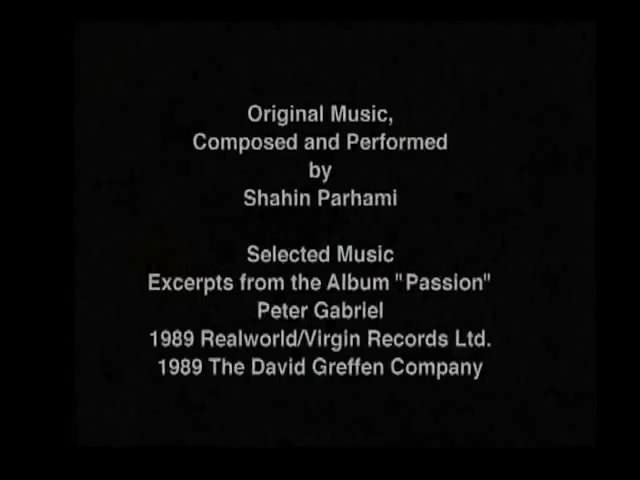 Original Music,
Composed and Performed
by
Shahin Parhami
Selected Music
Excerpts from the Album "Passion"
Peter Gabriel
1989 Realworld/Virgin Records Ltd.
1989 The David Greffen Company